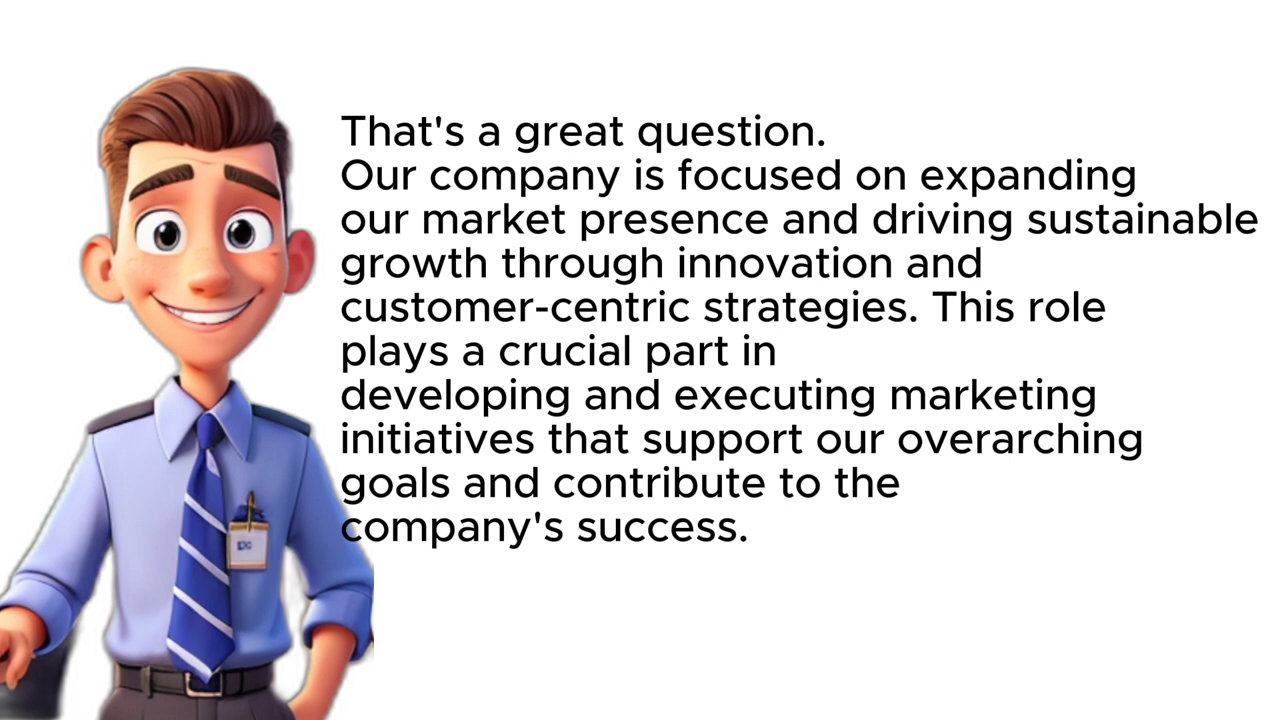 That's a great question.
Our company is focused on expanding
our market presence and driving sustainable
growth through innovation and
customer-centric strategies. This role
plays a crucial part in
developing and executing marketing
initiatives that support our overarching
goals and contribute to the
company's success.